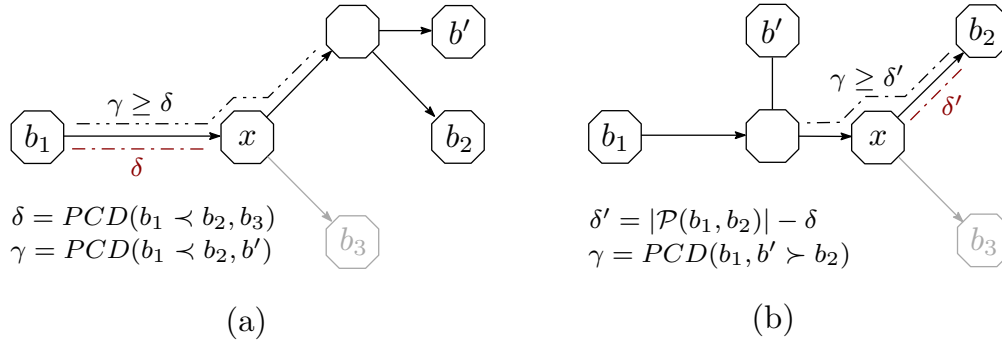 b′
b₂
b₁
γ ≥ δ
δ
x
b₃
δ = PCD(b₁ ≺ b₂, b₃)
γ = PCD(b₁ ≺ b₂, b′)
(a)
b′
b₂
b₁
γ ≥ δ′
δ′
x
b₃
δ′ = |𝒫(b₁, b₂)| − δ
γ = PCD(b₁, b′ ≻ b₂)
(b)